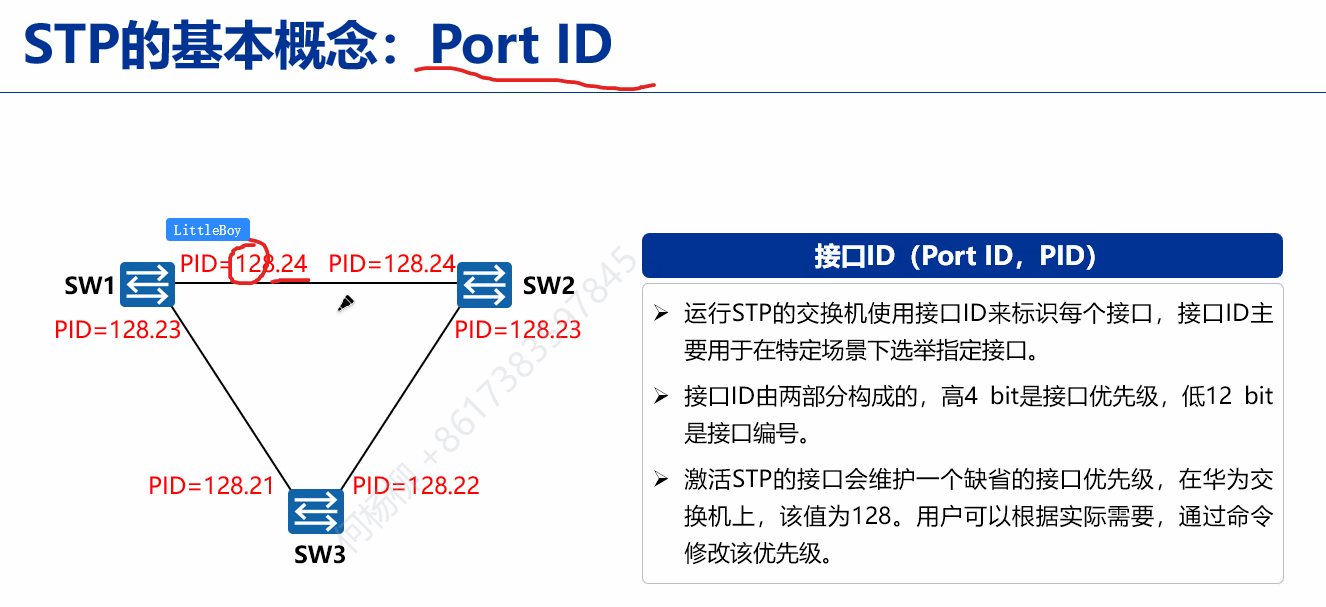 STP的基本概念：Port ID
LittleBoy
PID=128.24 PID=128.24
SW1
SW2
PID=128.23
PID=128.23
PID=128.21
PID=128.22
SW3
接口ID（Port ID，PID）
运行STP的交换机使用接口ID来标识每个接口，接口ID主
要用于在特定场景下选举指定接口。
接口ID由两部分构成的，高4 bit是接口优先级，低12 bit
是接口编号。
激活STP的接口会维护一个缺省的接口优先级，在华为交
换机上，该值为128。用户可以根据实际需要，通过命令
修改该优先级。